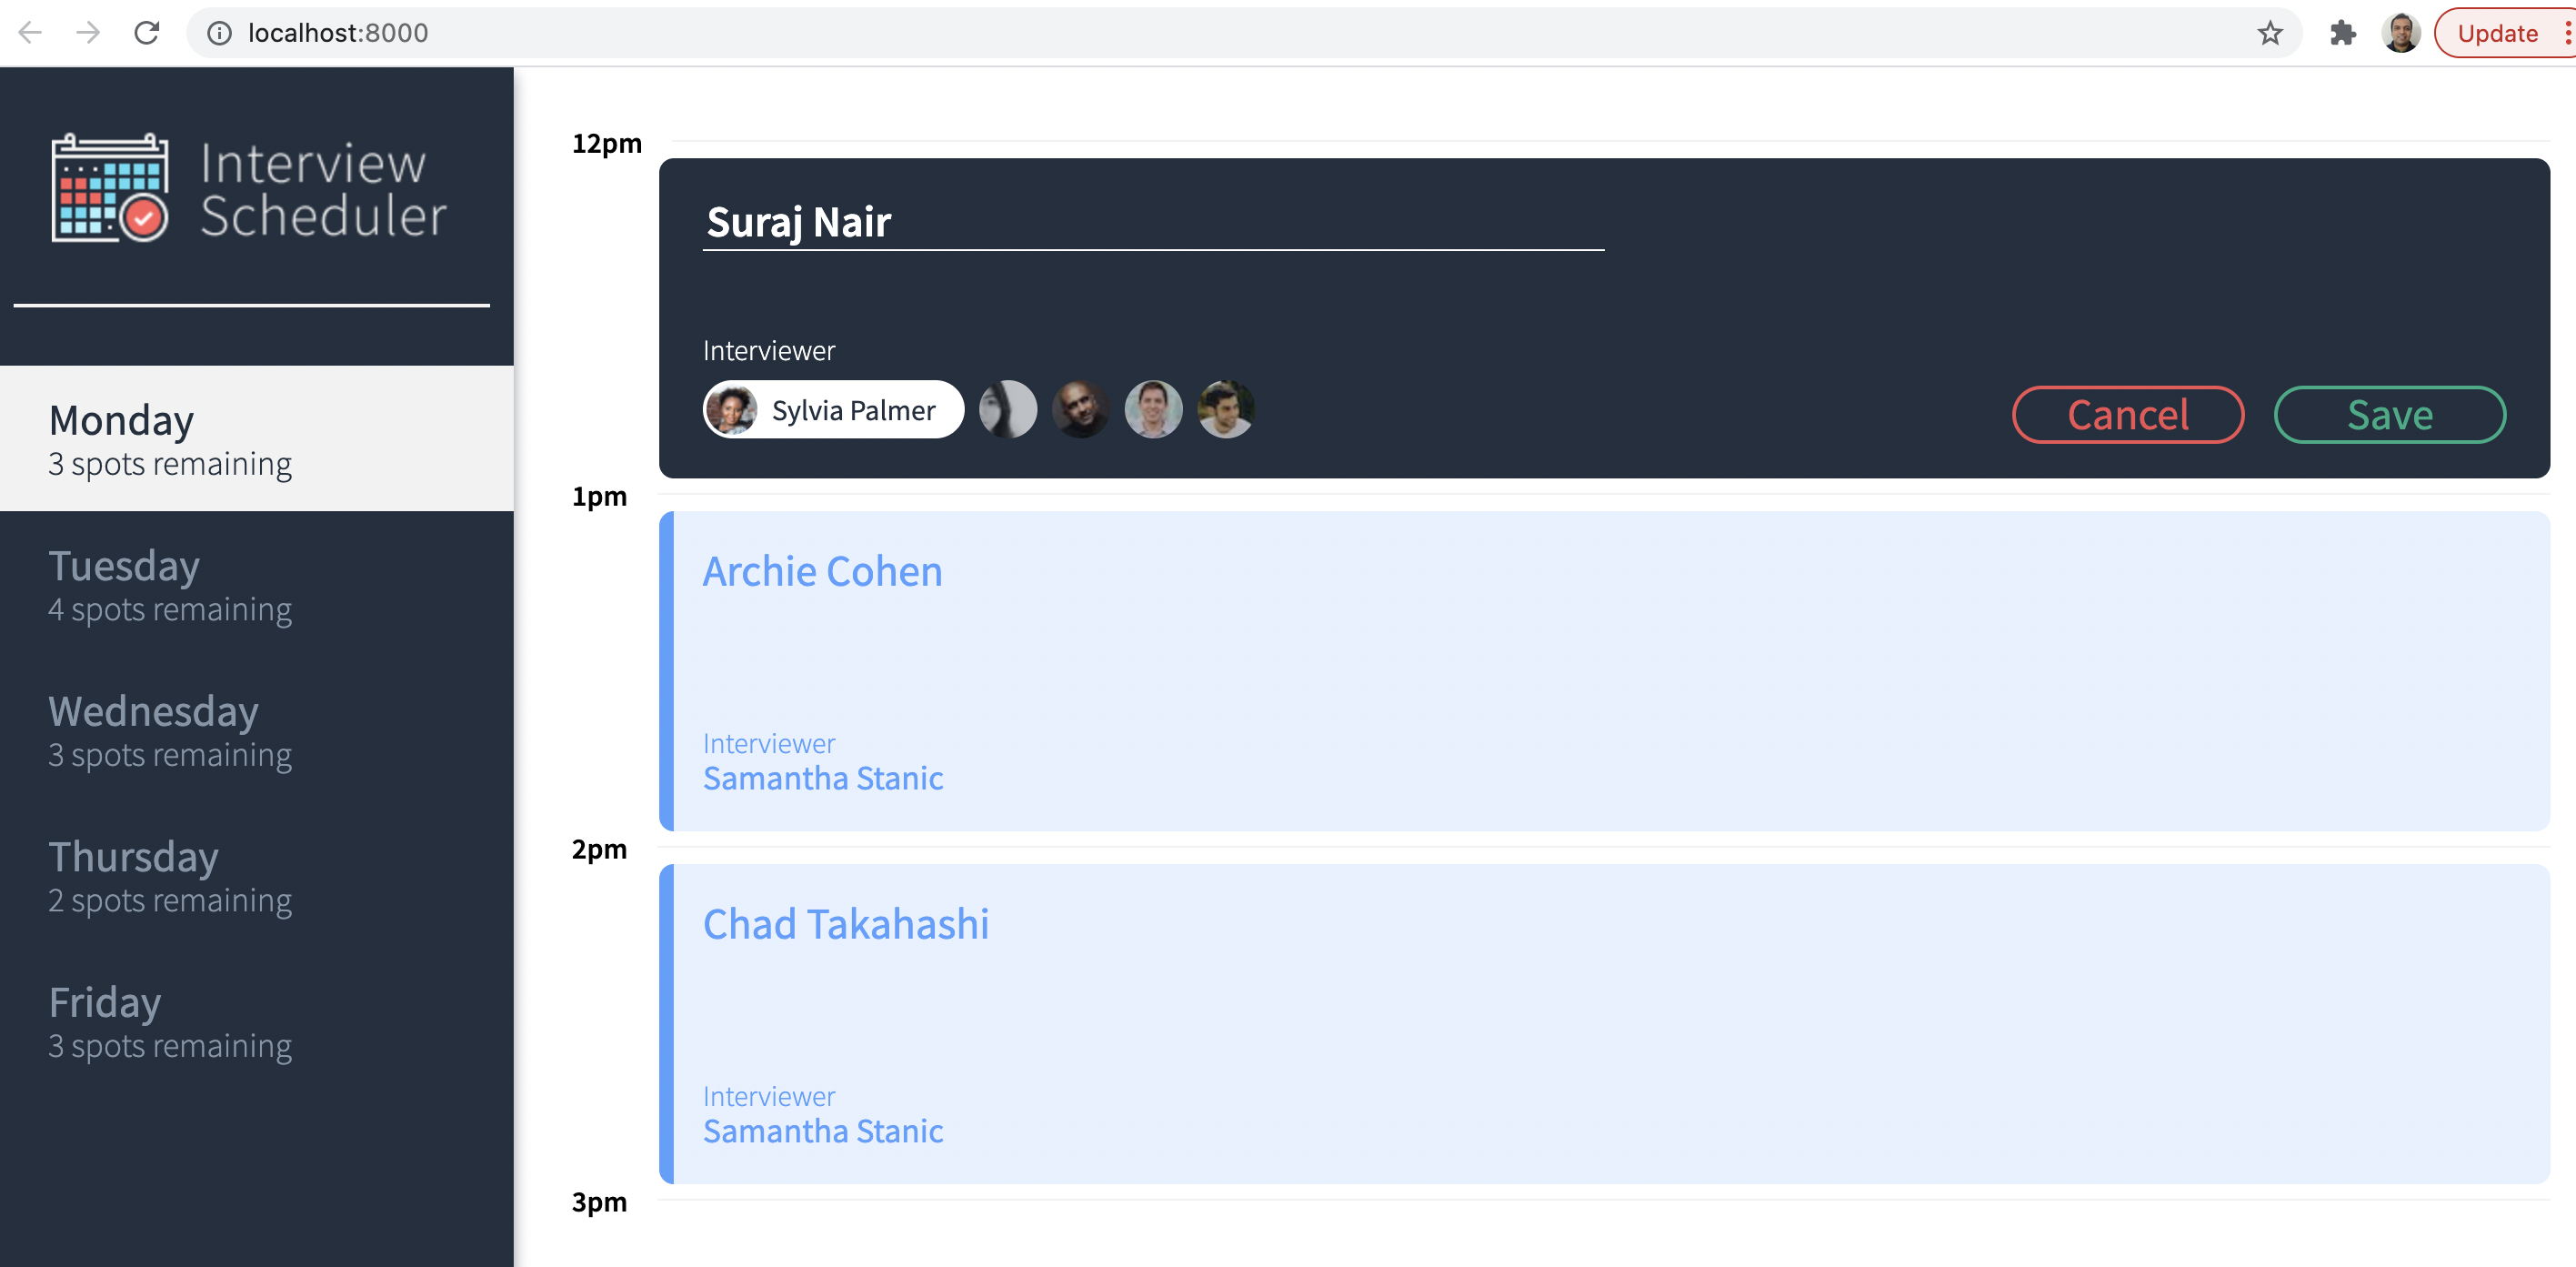 localhost:8000
Update
Interview
Scheduler
Monday
3 spots remaining
Tuesday
4 spots remaining
Wednesday
3 spots remaining
Thursday
2 spots remaining
Friday
3 spots remaining
12pm
Suraj Nair
Interviewer
Sylvia Palmer
Cancel
Save
1pm
Archie Cohen
Interviewer
Samantha Stanic
2pm
Chad Takahashi
Interviewer
Samantha Stanic
3pm